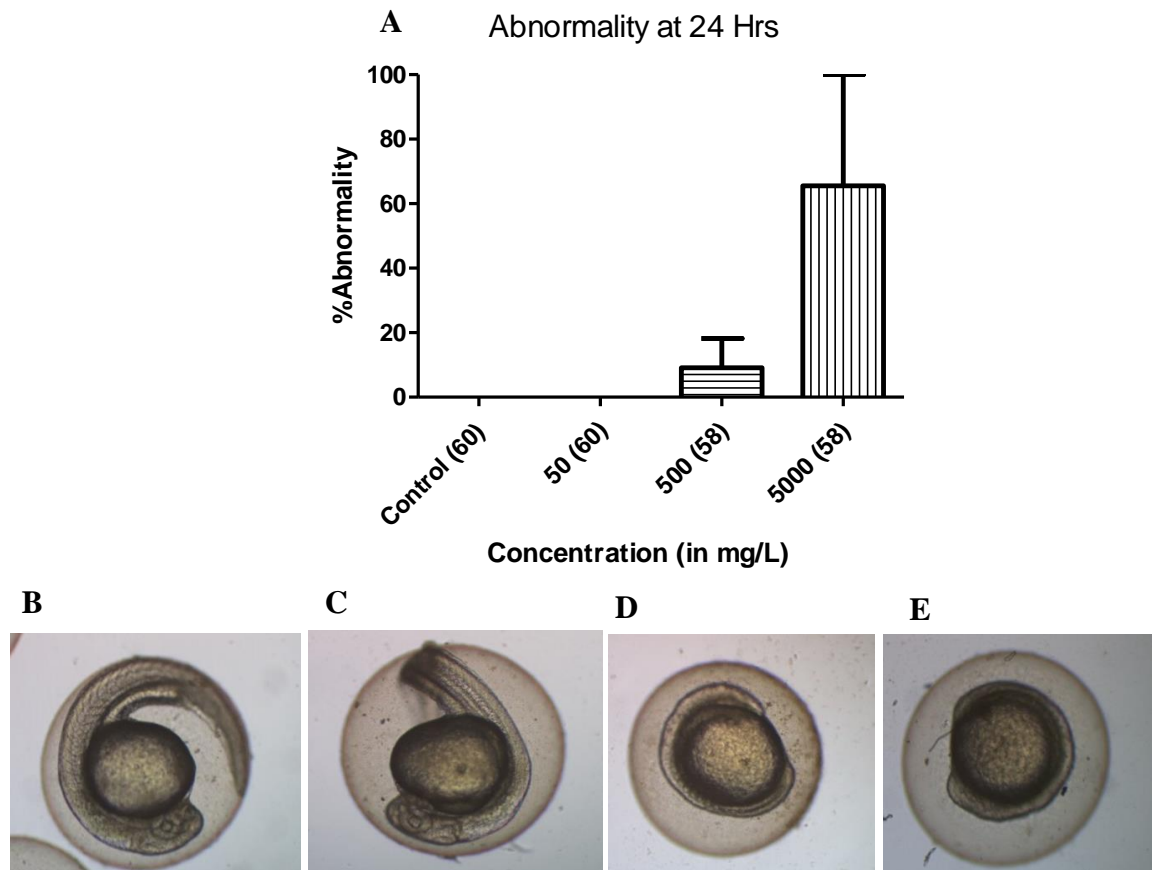 A
Abnormality at 24 Hrs
100
80
60
40
20
0
%Abnormality
Control (60)
50 (60)
500 (58)
5000 (58)
Concentration (in mg/L)
B
C
D
E